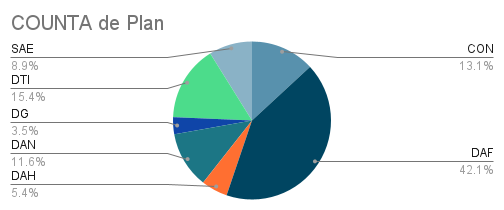 COUNTA de Plan
SAE
8.9%
DTI
15.4%
DG
3.5%
DAN
11.6%
DAH
5.4%
CON
13.1%
DAF
42.1%